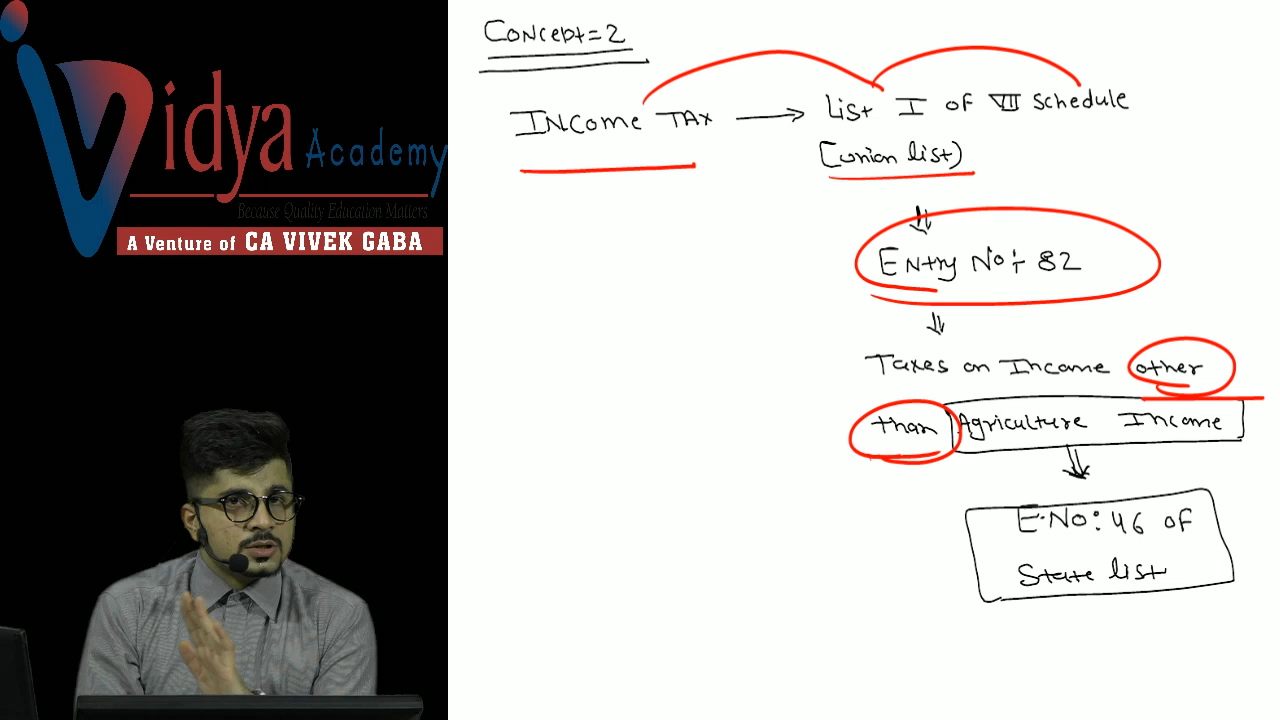 Vidya Academy
Because Quality Education Matters
A Venture of CA VIVEK GABA
Concept=2
INCome TAx → List I of VII Schedule
(union list)
⇓
ENtry No÷ 82
⇓
Taxes on Income other
than Agriculture Income
⇓
E.No: 46 of
State list